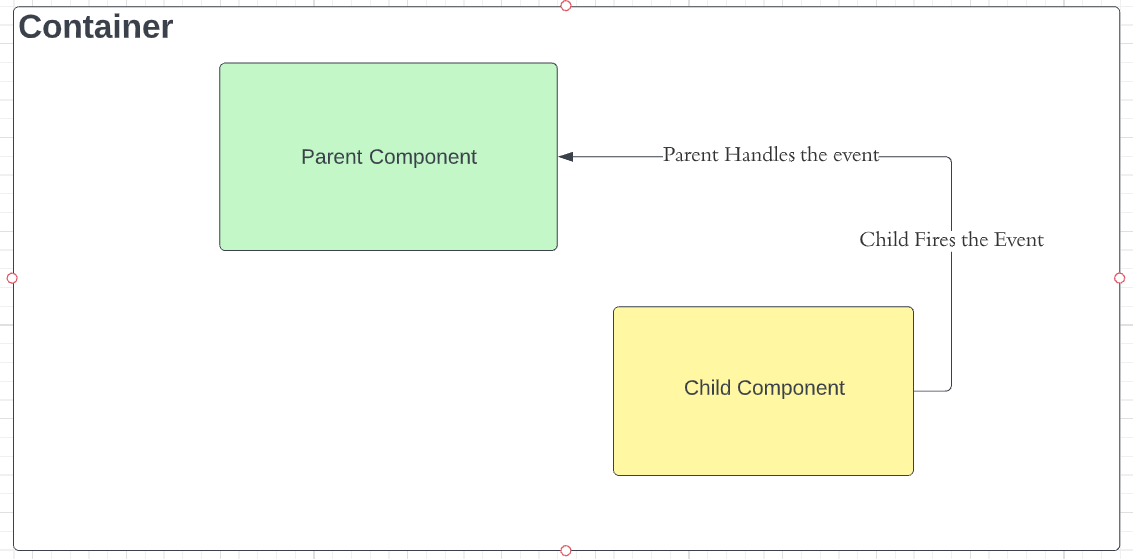 Container
Parent Component
Parent Handles the event
Child Fires the Event
Child Component